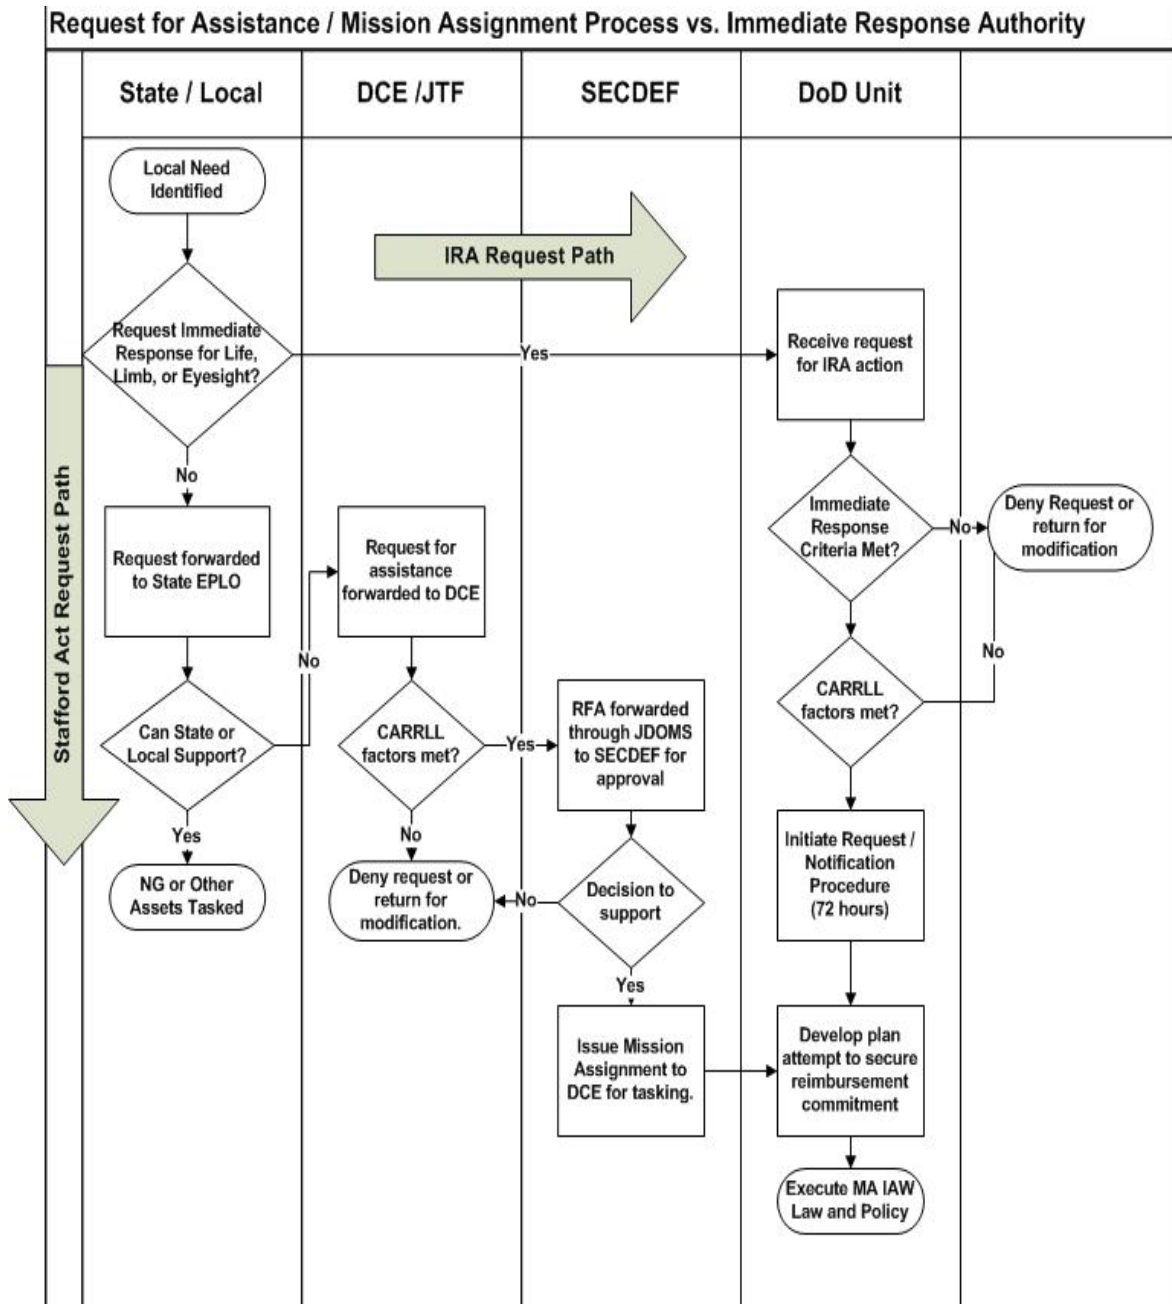 Request for Assistance / Mission Assignment Process vs. Immediate Response Authority
State / Local
DCE /JTF
SECDEF
DoD Unit
Local Need
Identified
IRA Request Path
Request Immediate
Response for Life,
Limb, or Eyesight?
Yes
Receive request
for IRA action
Stafford Act Request Path
No
Immediate
Response
Criteria Met?
No
Deny Request or
return for
modification
Request forwarded
to State EPLO
Request for
assistance
forwarded to DCE
No
No
CARRLL
factors met?
Can State or
Local Support?
CARRLL
factors met?
Yes
RFA forwarded
through JDOMS
to SECDEF for
approval
Yes
No
NG or Other
Assets Tasked
Deny request or
return for
modification.
No
Decision to
support
Initiate Request /
Notification
Procedure
(72 hours)
Yes
Issue Mission
Assignment to
DCE for tasking.
Develop plan
attempt to secure
reimbursement
commitment
Execute MA IAW
Law and Policy